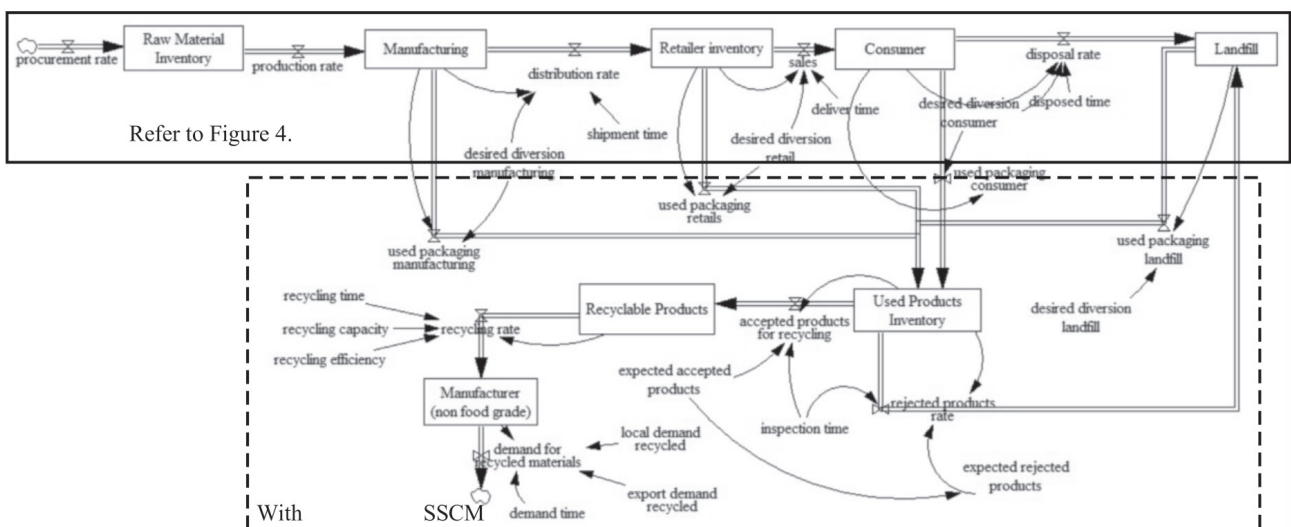 procurement rate
Raw Material
Inventory
production rate
Manufacturing
distribution rate
shipment time
Retailer inventory
sales
deliver time
Consumer
disposal rate
disposed time
Landfill
Refer to Figure 4.
desired diversion
manufacturing
desired diversion
retail
desired diversion
consumer
used packaging
consumer
used packaging
retails
used packaging
manufacturing
used packaging
landfill
desired diversion
landfill
recycling time
recycling capacity
recycling efficiency
recycling rate
Recyclable Products
accepted products
for recycling
Used Products
Inventory
expected accepted
products
inspection time
rejected products
rate
expected rejected
products
Manufacturer
(non food grade)
demand for
recycled materials
local demand
recycled
export demand
recycled
demand time
With SSCM